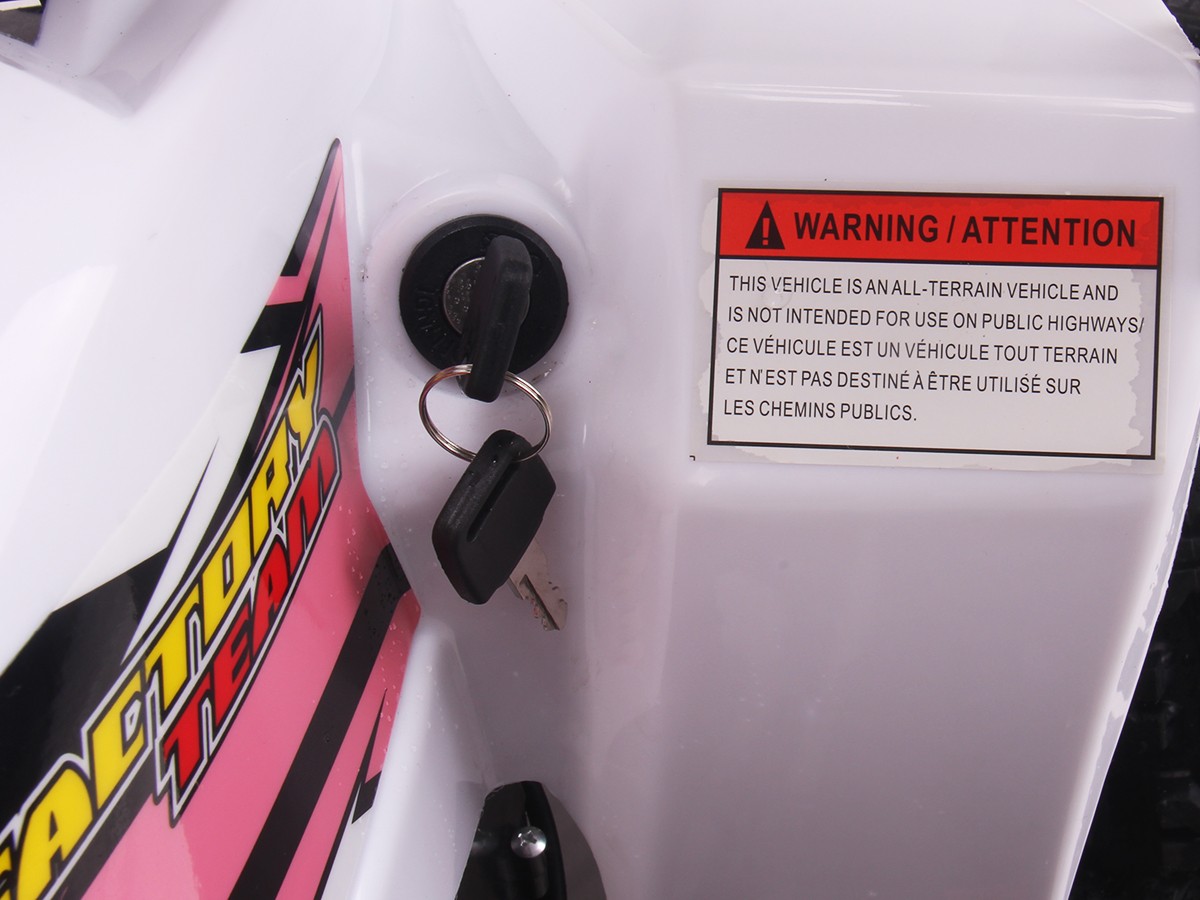 WARNING / ATTENTION
THIS VEHICLE IS AN ALL-TERRAIN VEHICLE AND
IS NOT INTENDED FOR USE ON PUBLIC HIGHWAYS/
CE VÉHICULE EST UN VÉHICULE TOUT TERRAIN
ET N'EST PAS DESTINÉ À ÊTRE UTILISÉ SUR
LES CHEMINS PUBLICS.
FACTORY
TEAM